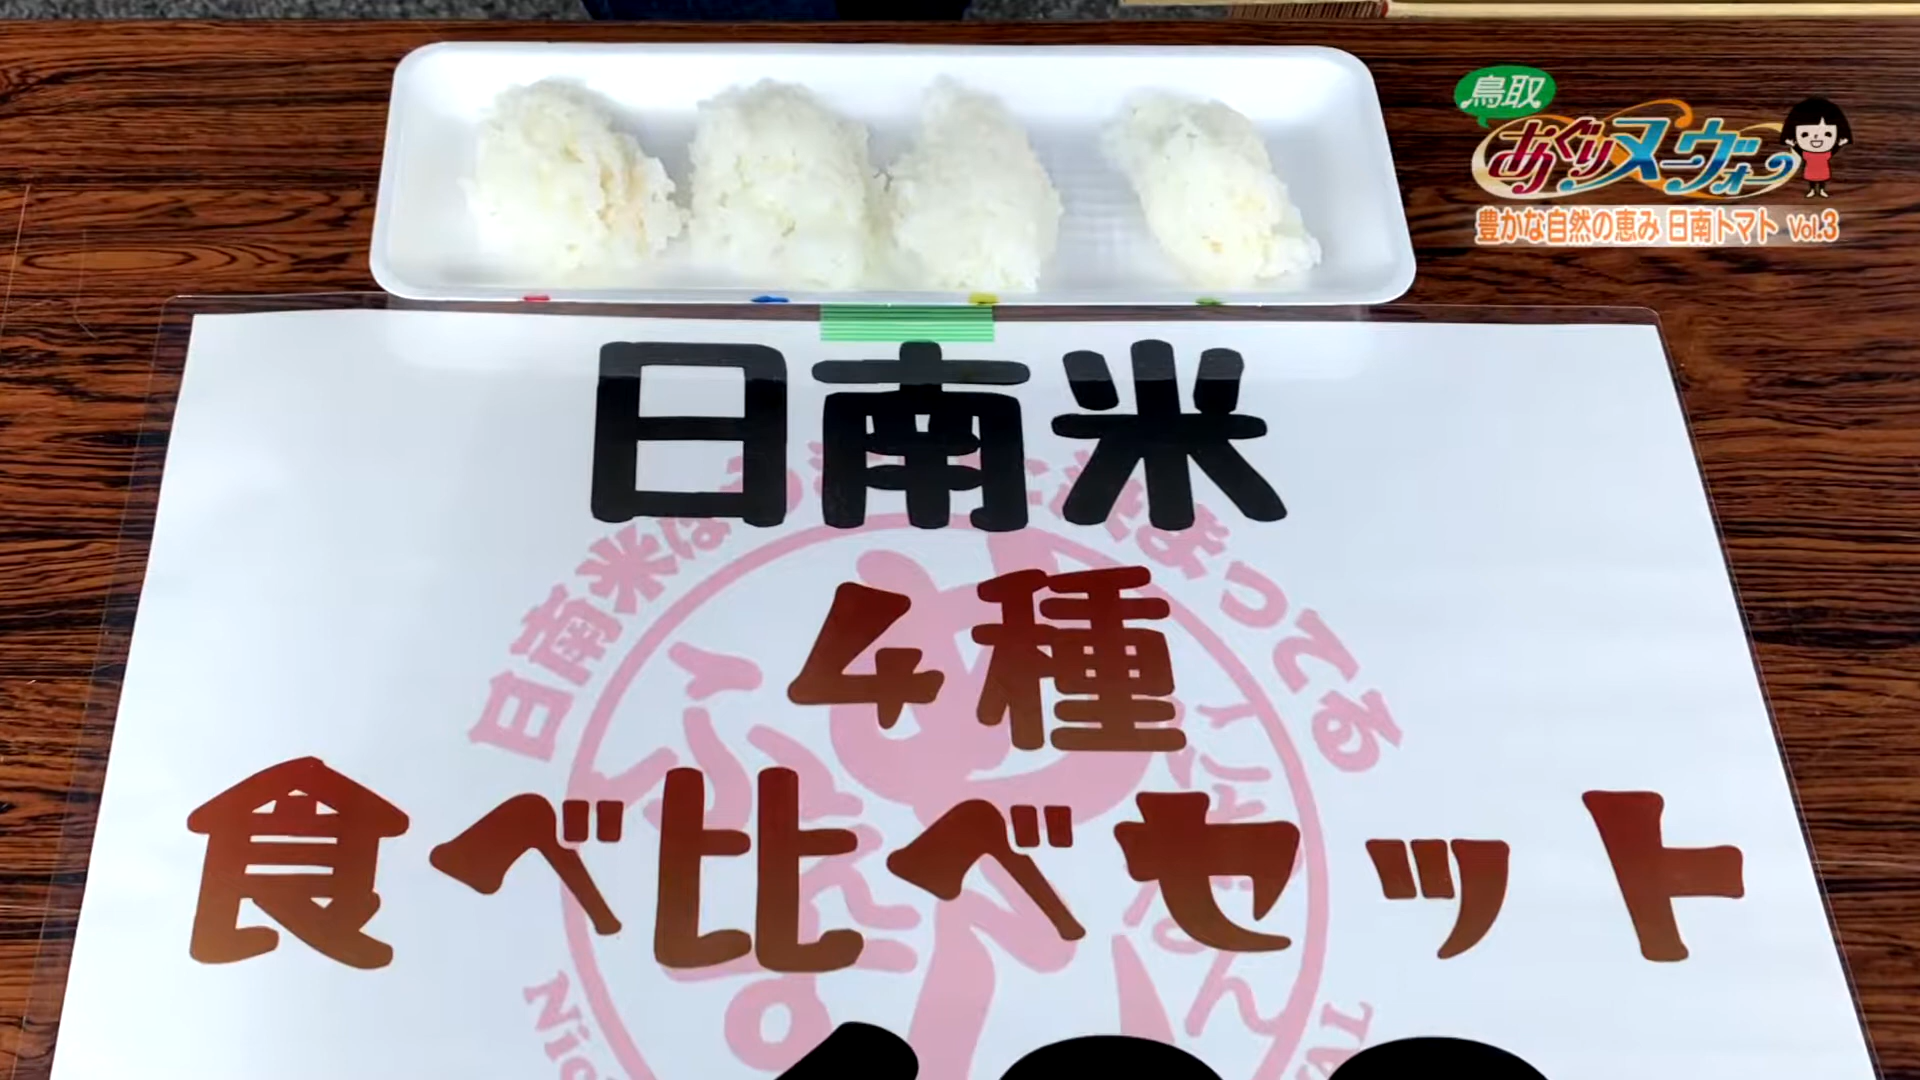 鳥取
あぐりヌーヴォー
豊かな自然の恵み 日南トマト Vol.3
日南米
4種
食べ比べセット